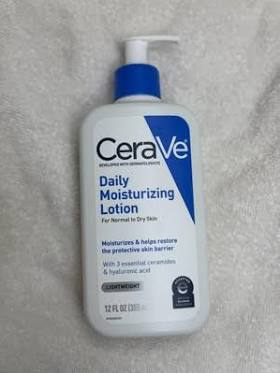 CeraVe
DEVELOPED WITH DERMATOLOGISTS
Daily
Moisturizing
Lotion
For Normal to Dry Skin
Moisturizes & helps restore
the protective skin barrier
With 3 essential ceramides
& hyaluronic acid
LIGHTWEIGHT
12 FL OZ